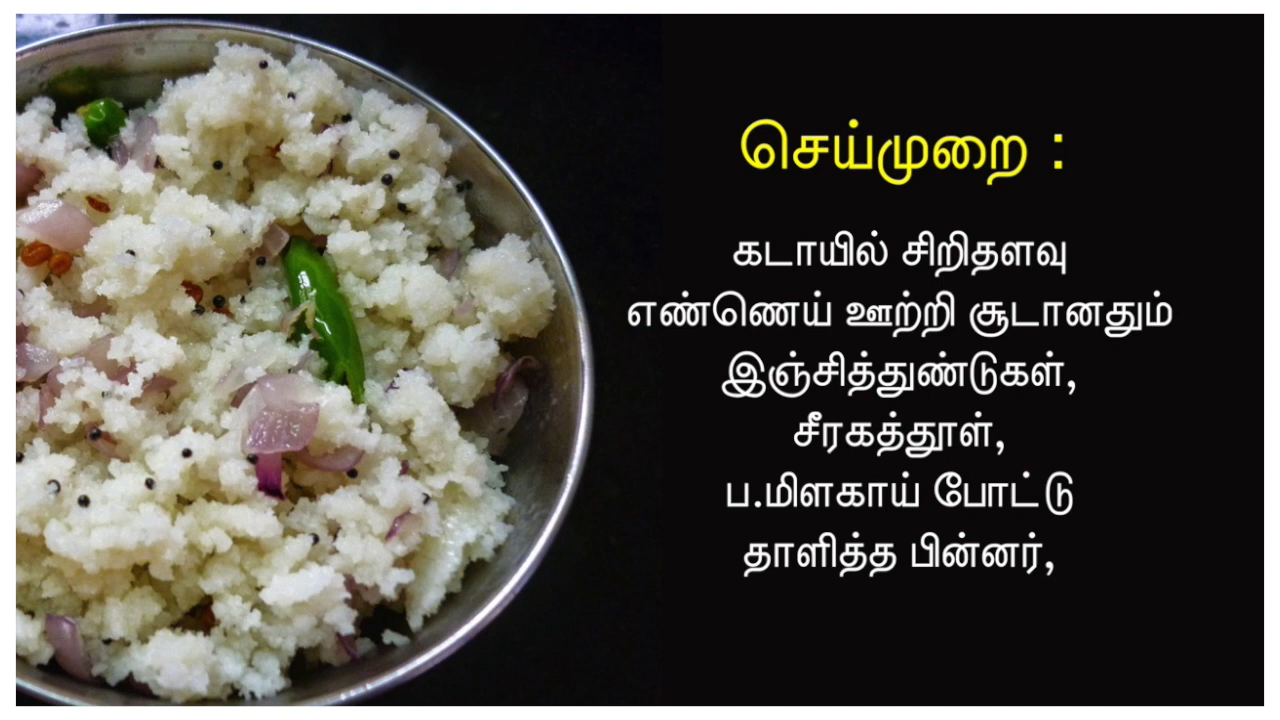 செய்முறை :
கடாயில் சிறிதளவு
எண்ணெய் ஊற்றி சூடானதும்
இஞ்சித்துண்டுகள்,
சீரகத்தூள்,
ப.மிளகாய் போட்டு
தாளித்த பின்னர்,